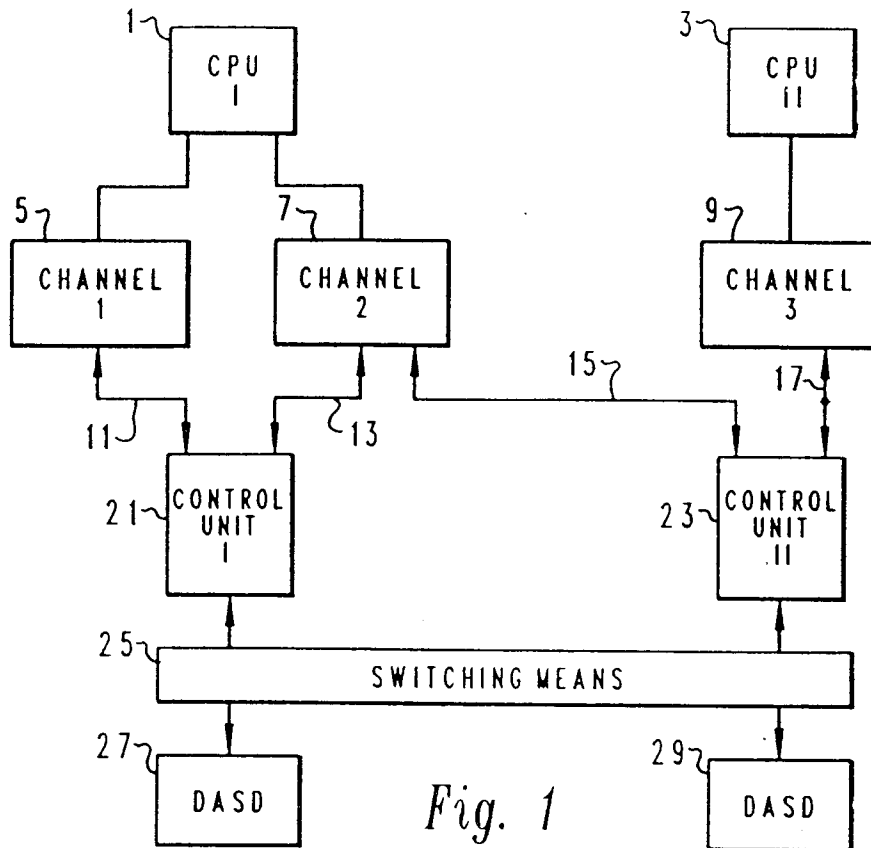 1
CPU
I
3
CPU
II
5
CHANNEL
1
7
CHANNEL
2
9
CHANNEL
3
11
13
15
17
21
CONTROL
UNIT
I
23
CONTROL
UNIT
II
25
SWITCHING MEANS
27
DASD
29
DASD
Fig. 1